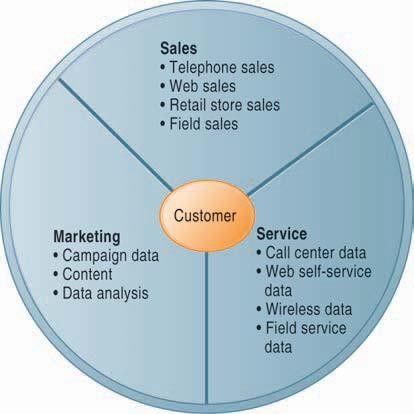 Sales
• Telephone sales
• Web sales
• Retail store sales
• Field sales
Customer
Marketing
• Campaign data
• Content
• Data analysis
Service
• Call center data
• Web self-service
data
• Wireless data
• Field service
data